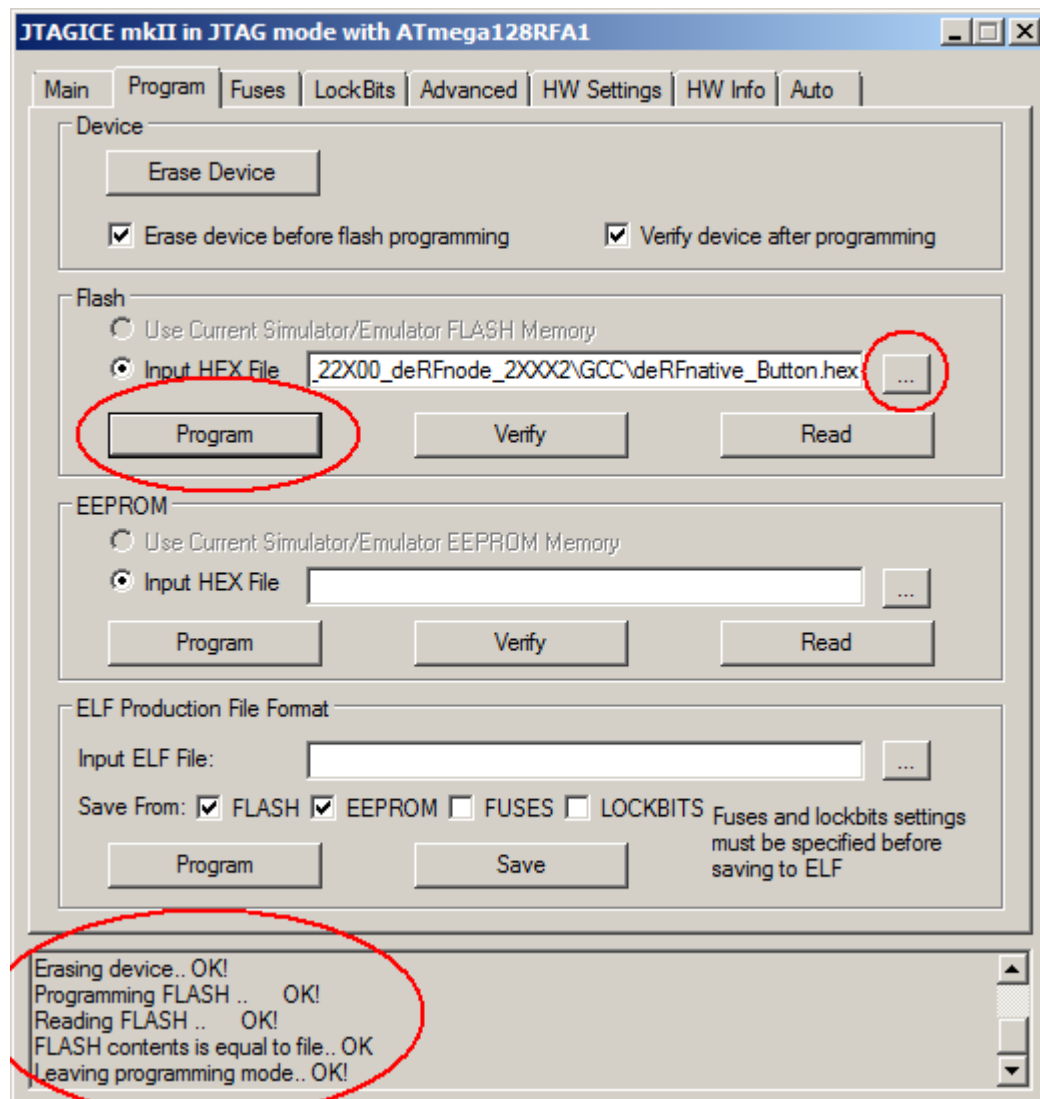 JTAGICE mkII in JTAG mode with ATmega128RFA1
Main Program Fuses LockBits Advanced HW Settings HW Info Auto
Device
Erase Device
Erase device before flash programming Verify device after programming
Flash
Use Current Simulator/Emulator FLASH Memory
Input HEX File _22X00_deRFnode_2XXX2\GCC\deRFnative_Button.hex ...
Program Verify Read
EEPROM
Use Current Simulator/Emulator EEPROM Memory
Input HEX File ...
Program Verify Read
ELF Production File Format
Input ELF File: ...
Save From: FLASH EEPROM FUSES LOCKBITS
Fuses and lockbits settings
must be specified before
saving to ELF
Program Save
Erasing device.. OK!
Programming FLASH .. OK!
Reading FLASH .. OK!
FLASH contents is equal to file.. OK
Leaving programming mode.. OK!